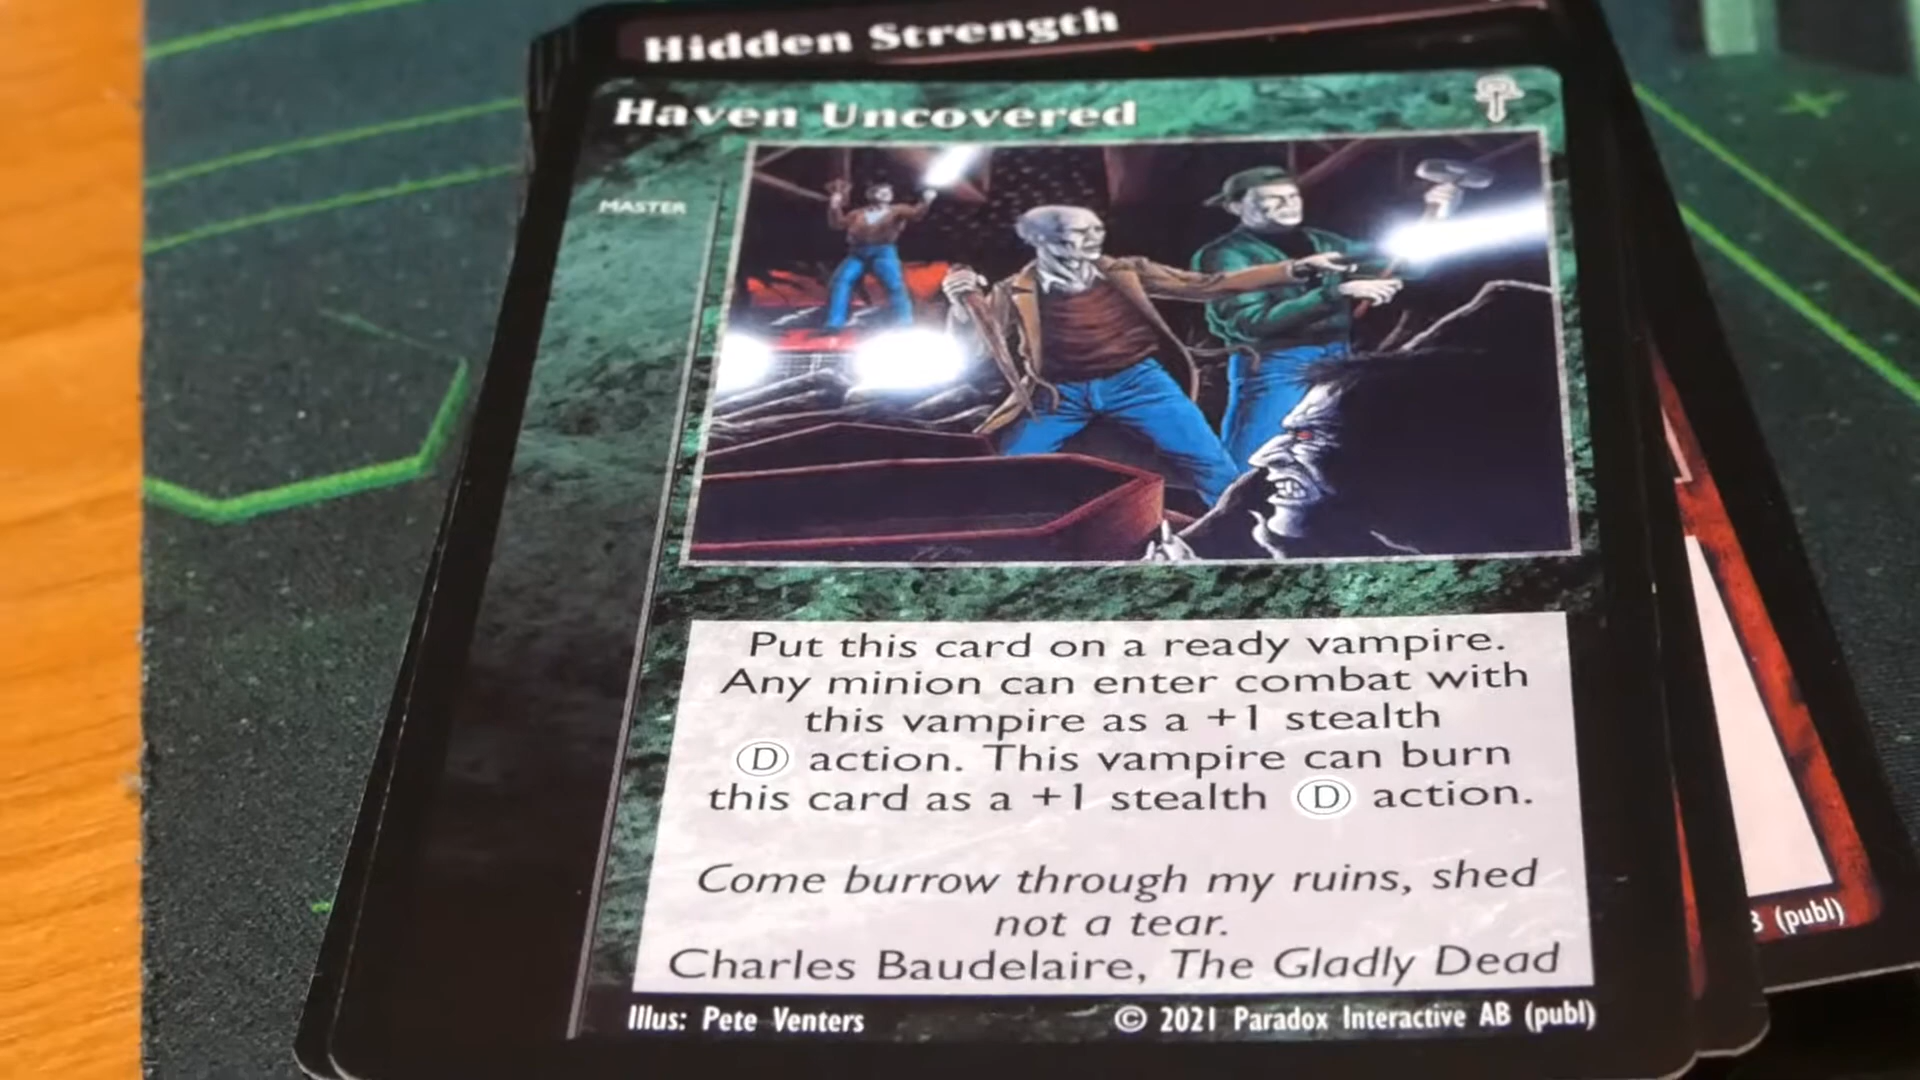 Hidden Strength
Haven Uncovered
MASTER
Put this card on a ready vampire.
Any minion can enter combat with
this vampire as a +1 stealth
Ⓓ action. This vampire can burn
this card as a +1 stealth Ⓓ action.
Come burrow through my ruins, shed
not a tear.
Charles Baudelaire, The Gladly Dead
Illus: Pete Venters
© 2021 Paradox Interactive AB (publ)
(publ)